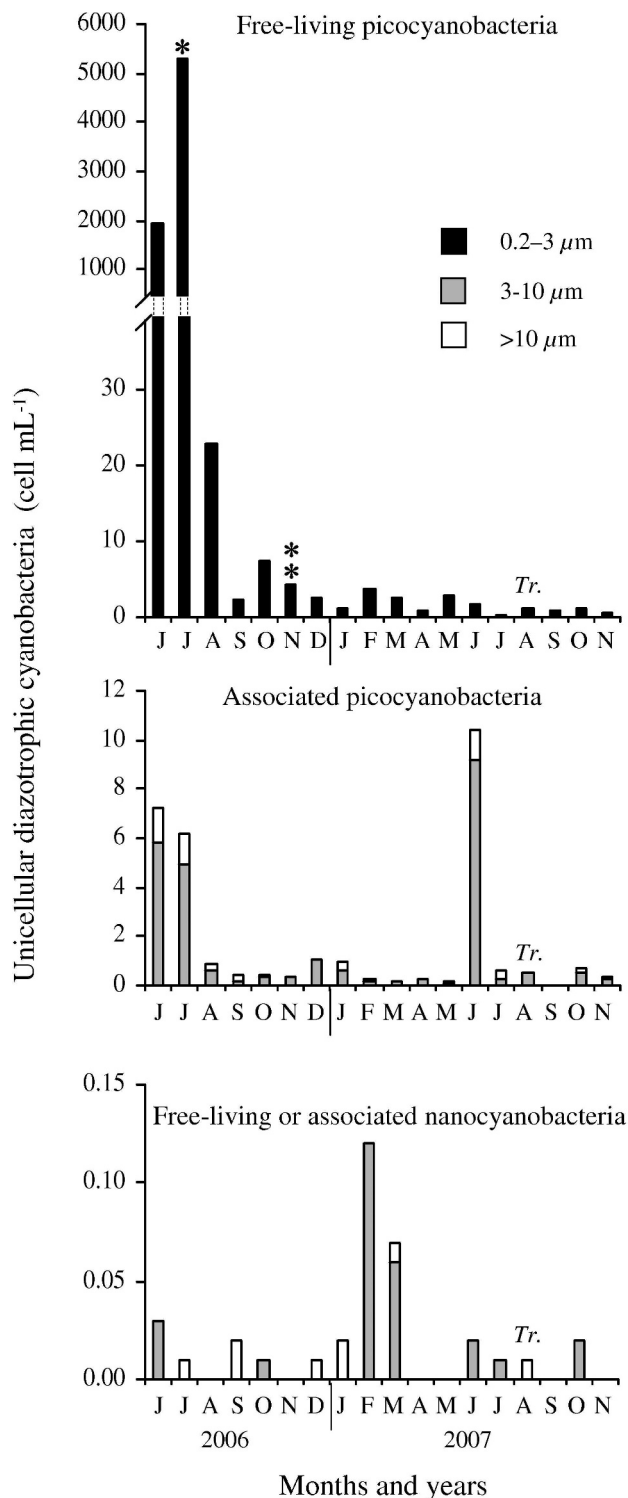 Free-living picocyanobacteria
6000
5000
4000
3000
2000
1000
30
20
10
0
*
*
*
0.2–3 µm
3-10 µm
>10 µm
Tr.
J J A S O N D J F M A M J J A S O N
Unicellular diazotrophic cyanobacteria (cell mL⁻¹)
Associated picocyanobacteria
12
10
8
6
4
2
0
Tr.
J J A S O N D J F M A M J J A S O N
Free-living or associated nanocyanobacteria
0.15
0.10
0.05
0.00
Tr.
J J A S O N D J F M A M J J A S O N
2006 2007
Months and years